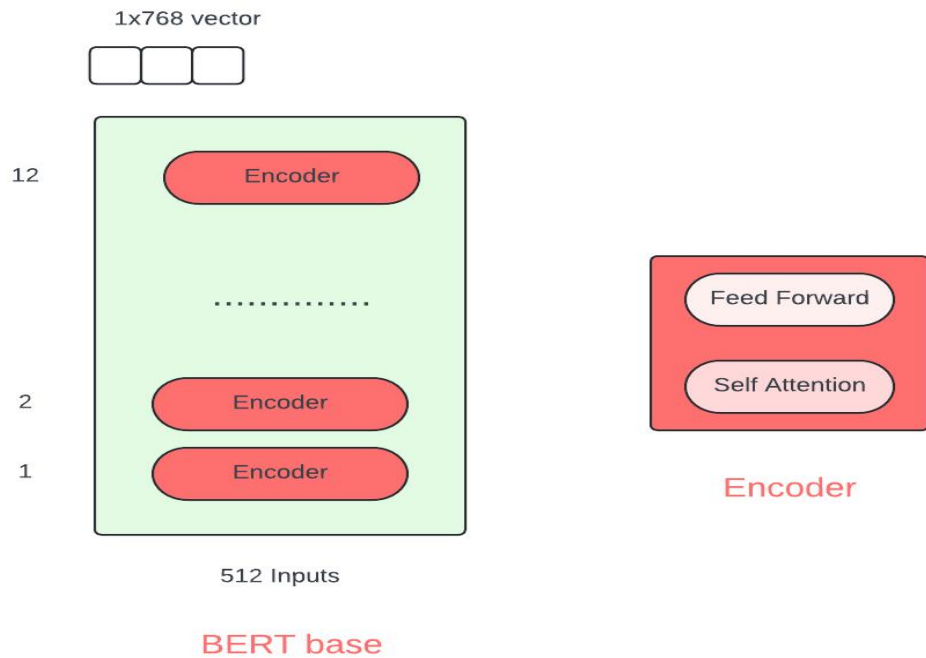 1x768 vector
12
Encoder
..............
2
Encoder
1
Encoder
512 Inputs
BERT base
Feed Forward
Self Attention
Encoder